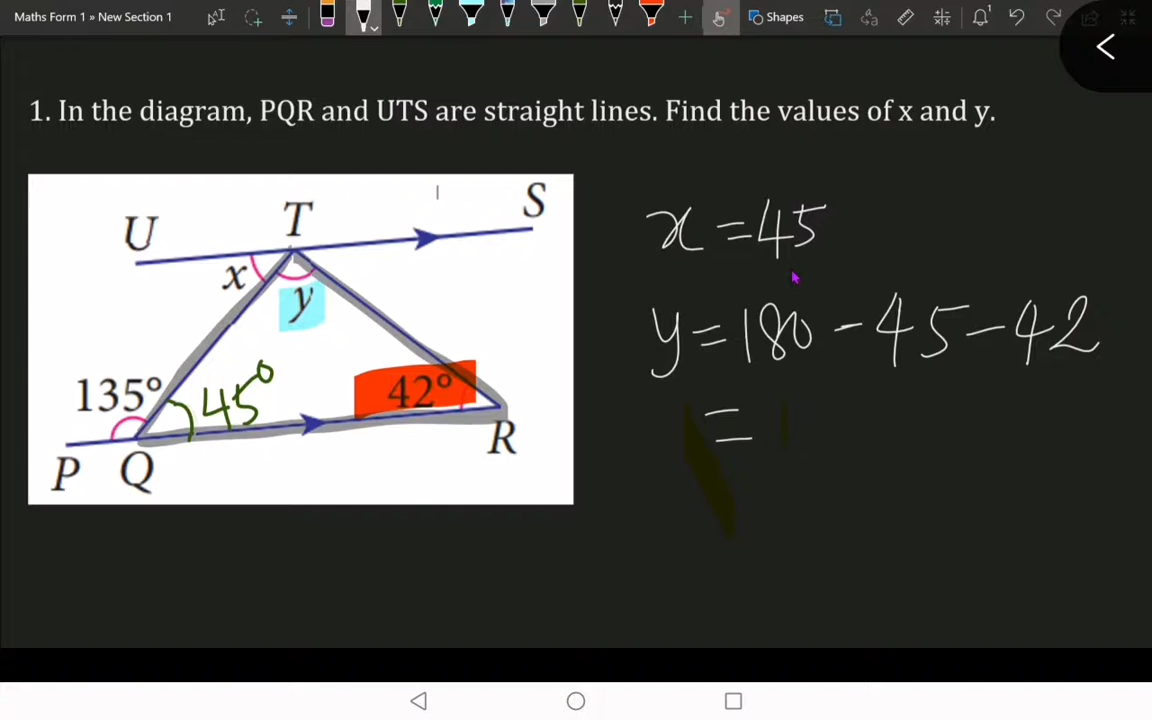 Maths Form 1 » New Section 1
Shapes
1. In the diagram, PQR and UTS are straight lines. Find the values of x and y.
U T S
x y
135° 45° 42°
P Q R
x = 45
y = 180 - 45 - 42
=